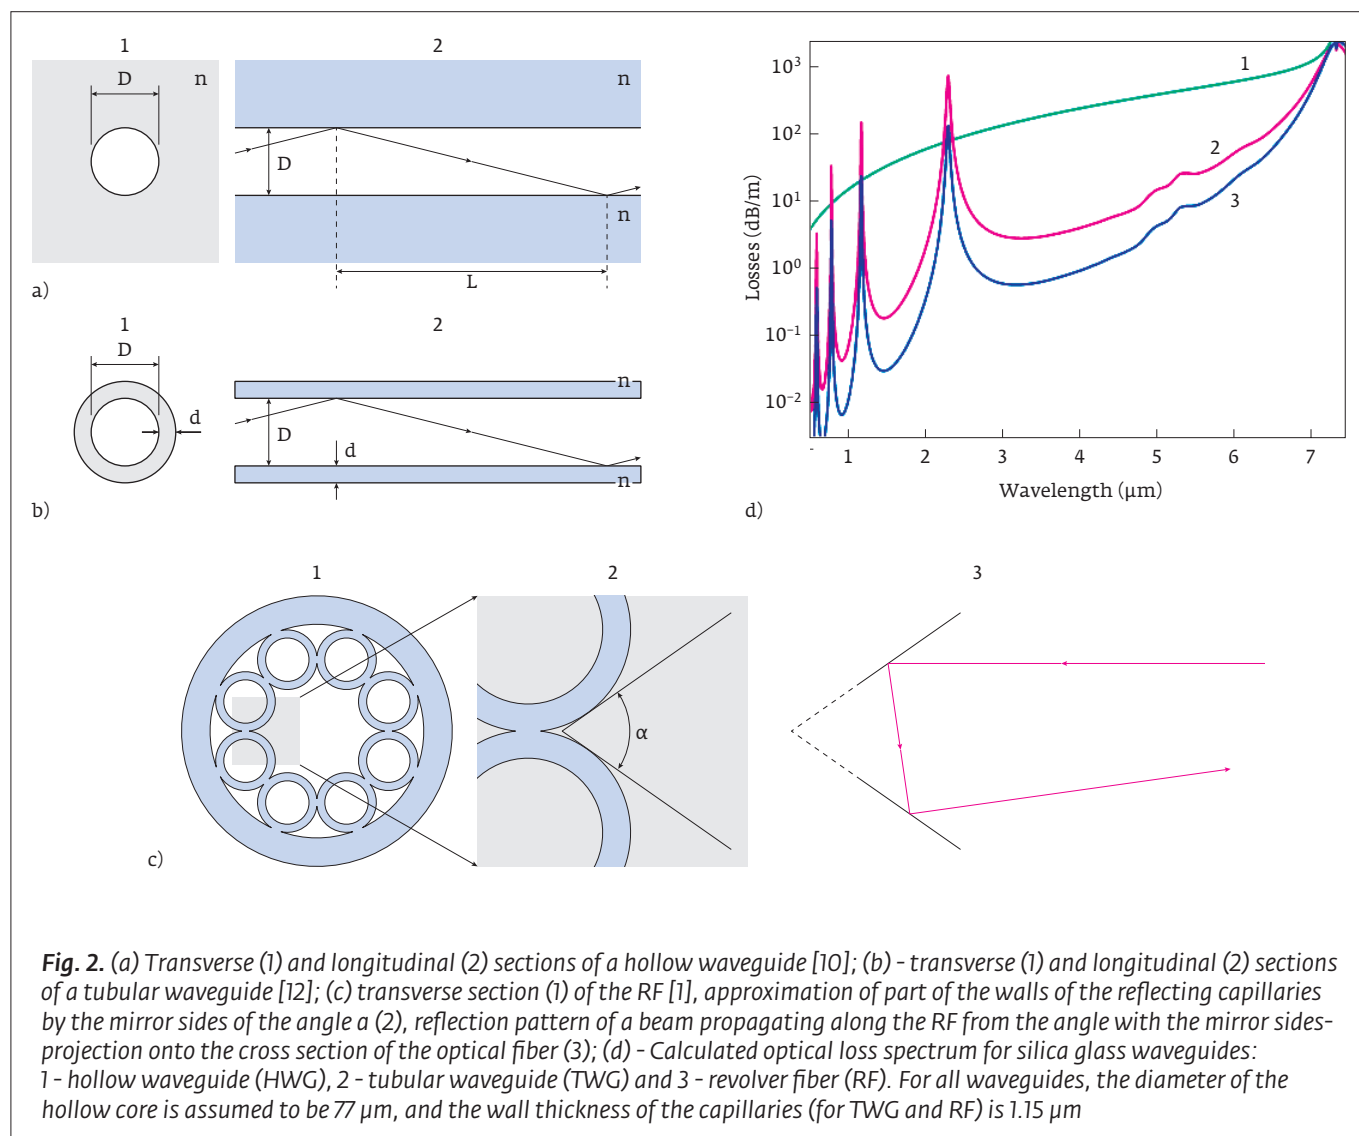 1
D
n
2
n
D
n
L
a)
1
D
d
2
n
D
d
n
b)
10³
10²
10¹
10⁰
10⁻¹
10⁻²
Losses (dB/m)
1
2
3
1
2
3
4
5
6
7
Wavelength (µm)
d)
1
2
α
3
c)
Fig. 2. (a) Transverse (1) and longitudinal (2) sections of a hollow waveguide [10]; (b) - transverse (1) and longitudinal (2) sections
of a tubular waveguide [12]; (c) transverse section (1) of the RF [1], approximation of part of the walls of the reflecting capillaries
by the mirror sides of the angle a (2), reflection pattern of a beam propagating along the RF from the angle with the mirror sides-
projection onto the cross section of the optical fiber (3); (d) - Calculated optical loss spectrum for silica glass waveguides:
1 - hollow waveguide (HWG), 2 - tubular waveguide (TWG) and 3 - revolver fiber (RF). For all waveguides, the diameter of the
hollow core is assumed to be 77 µm, and the wall thickness of the capillaries (for TWG and RF) is 1.15 µm